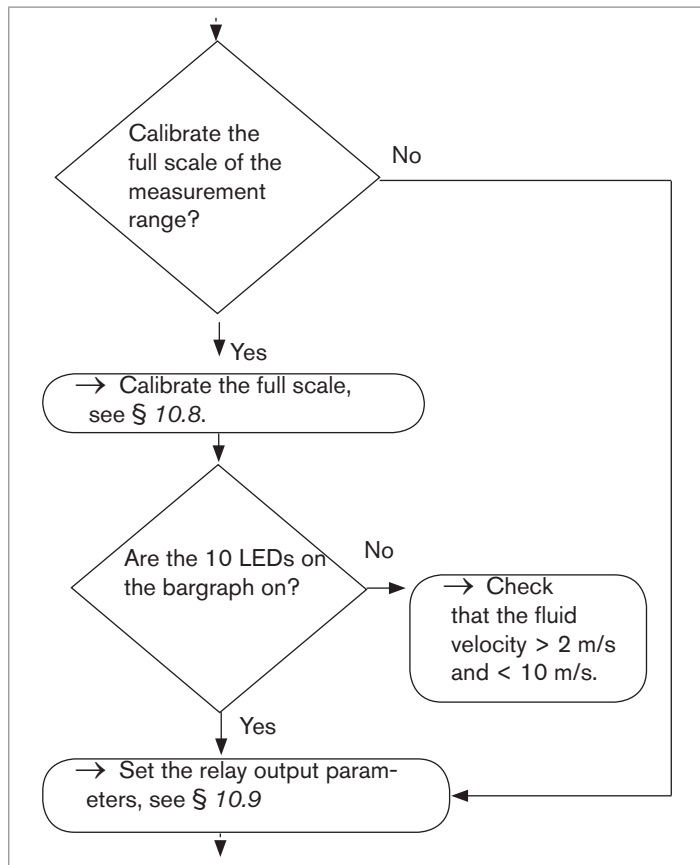 Calibrate the
full scale of the
measurement
range?
No
Yes
→ Calibrate the full scale,
see § 10.8.
Are the 10 LEDs on
the bargraph on?
No
→ Check
that the fluid
velocity > 2 m/s
and < 10 m/s.
Yes
→ Set the relay output param-
eters, see § 10.9